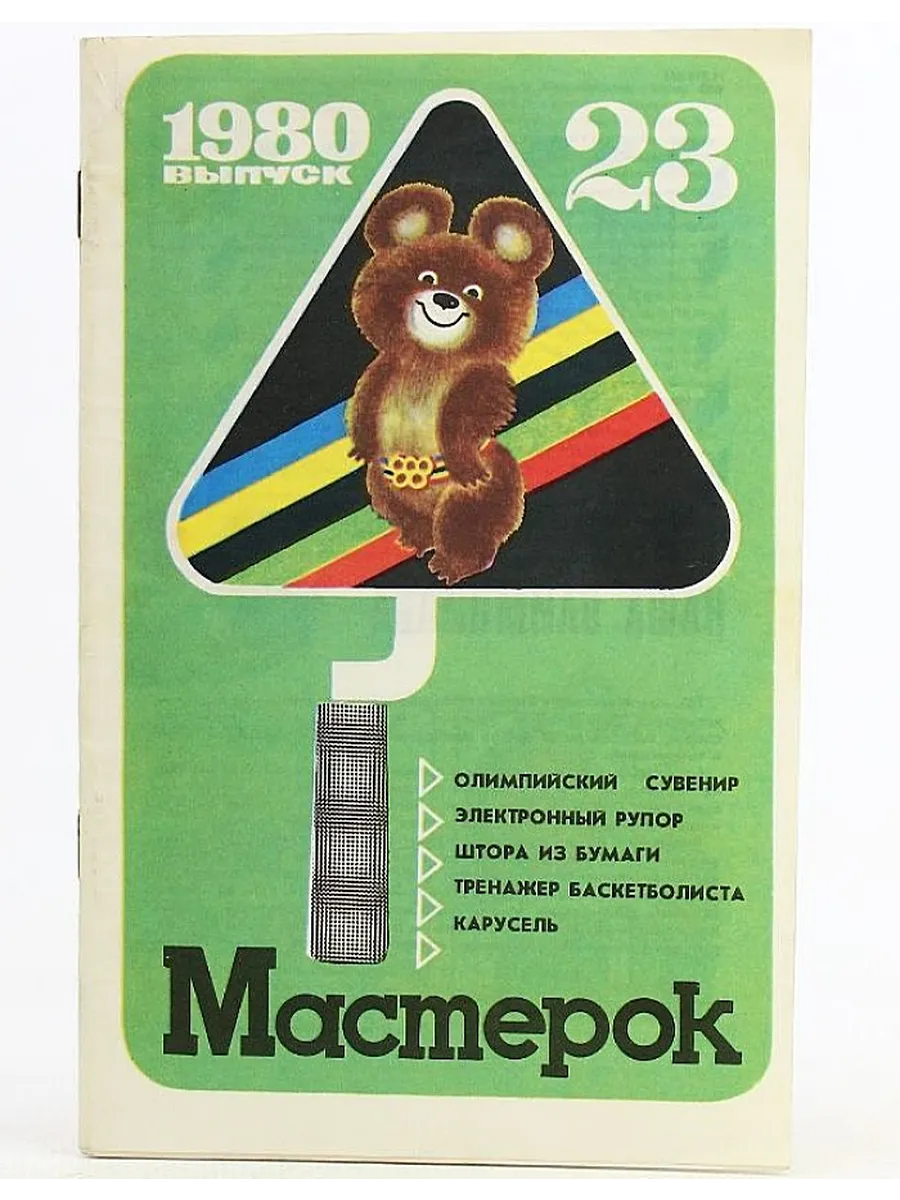 1980
ВЫПУСК
23
ОЛИМПИЙСКИЙ СУВЕНИР
ЭЛЕКТРОННЫЙ РУПОР
ШТОРА ИЗ БУМАГИ
ТРЕНАЖЕР БАСКЕТБОЛИСТА
КАРУСЕЛЬ
Мастерок